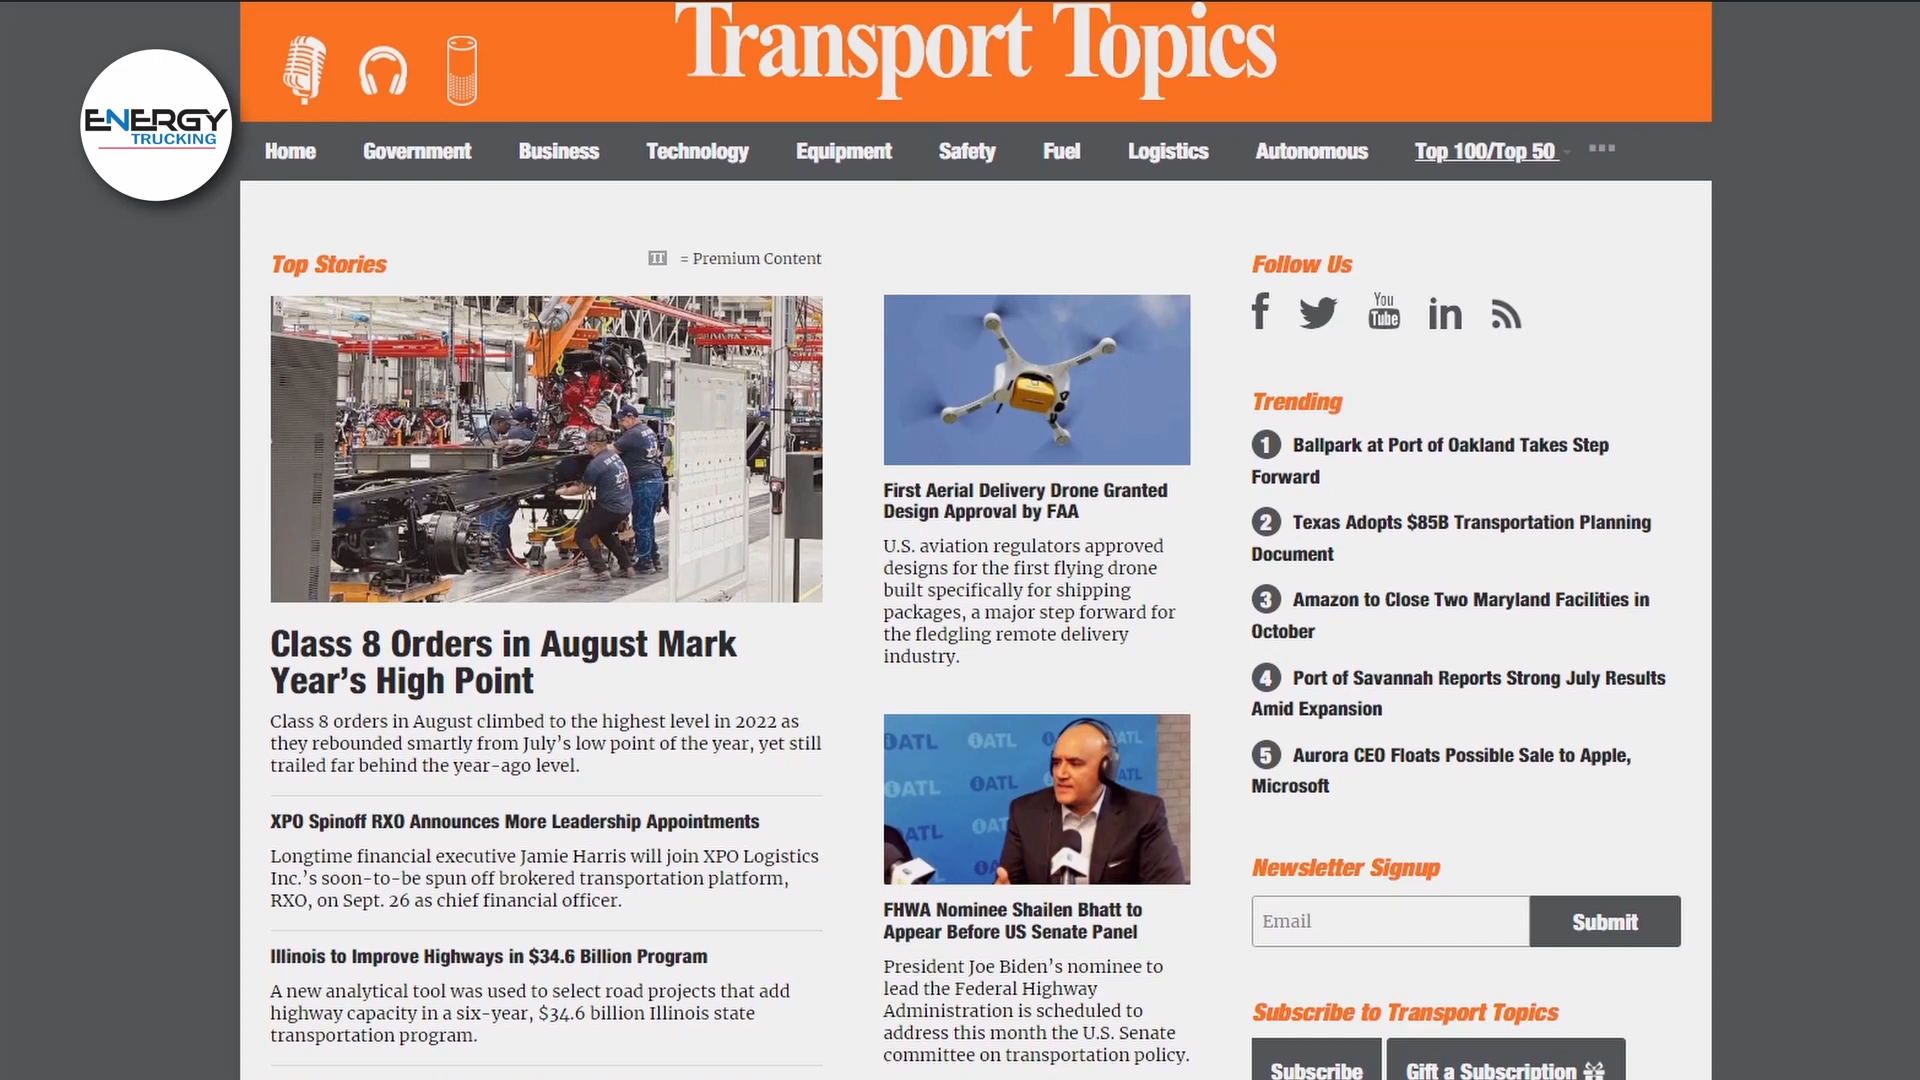 Transport Topics
ENERGY
TRUCKING
Home Government Business Technology Equipment Safety Fuel Logistics Autonomous Top 100/Top 50
Top Stories
TT = Premium Content
Class 8 Orders in August Mark
Year's High Point
Class 8 orders in August climbed to the highest level in 2022 as
they rebounded smartly from July's low point of the year, yet still
trailed far behind the year-ago level.
XPO Spinoff RXO Announces More Leadership Appointments
Longtime financial executive Jamie Harris will join XPO Logistics
Inc.'s soon-to-be spun off brokered transportation platform,
RXO, on Sept. 26 as chief financial officer.
Illinois to Improve Highways in $34.6 Billion Program
A new analytical tool was used to select road projects that add
highway capacity in a six-year, $34.6 billion Illinois state
transportation program.
First Aerial Delivery Drone Granted
Design Approval by FAA
U.S. aviation regulators approved
designs for the first flying drone
built specifically for shipping
packages, a major step forward for
the fledgling remote delivery
industry.
ATL ATL ATL
ATL ATL ATL
ATL
ATL
FHWA Nominee Shailen Bhatt to
Appear Before US Senate Panel
President Joe Biden's nominee to
lead the Federal Highway
Administration is scheduled to
address this month the U.S. Senate
committee on transportation policy.
Follow Us
You
Tube
in
Trending
1 Ballpark at Port of Oakland Takes Step
Forward
2 Texas Adopts $85B Transportation Planning
Document
3 Amazon to Close Two Maryland Facilities in
October
4 Port of Savannah Reports Strong July Results
Amid Expansion
5 Aurora CEO Floats Possible Sale to Apple,
Microsoft
Newsletter Signup
Email Submit
Subscribe to Transport Topics
Subscribe Gift a Subscription